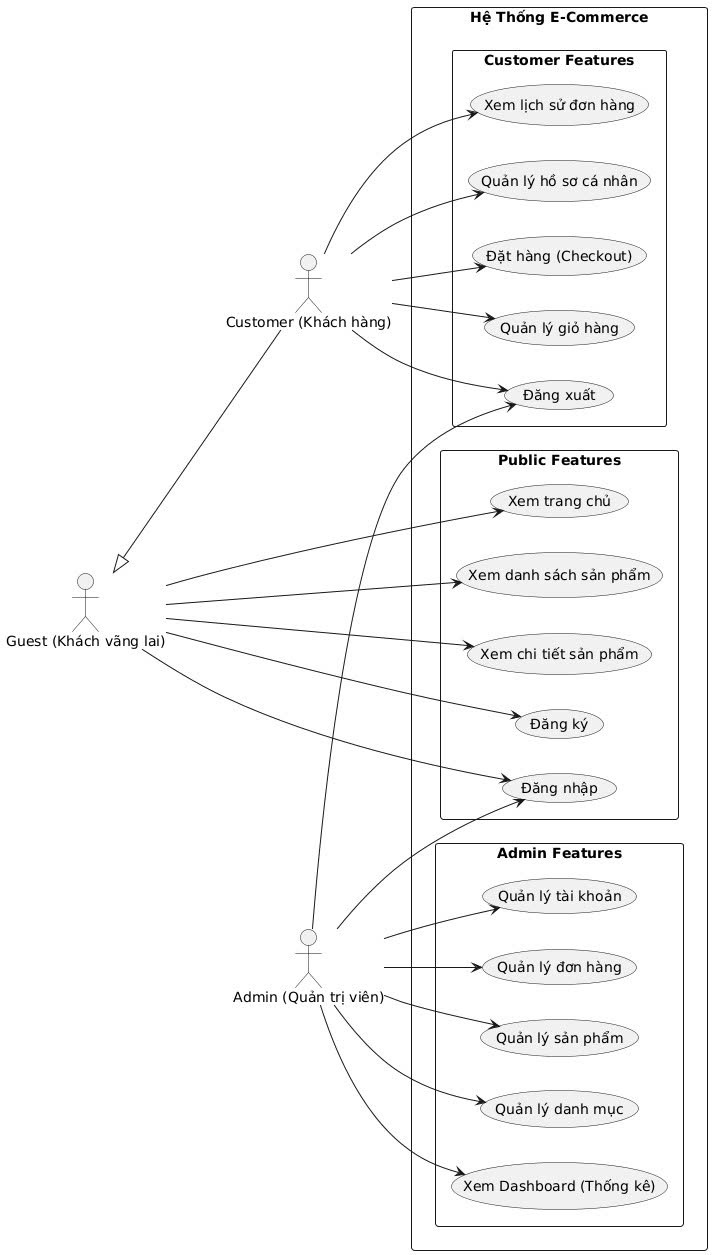 Hệ Thống E-Commerce
Customer Features
Xem lịch sử đơn hàng
Quản lý hồ sơ cá nhân
Đặt hàng (Checkout)
Quản lý giỏ hàng
Đăng xuất
Customer (Khách hàng)
Public Features
Xem trang chủ
Xem danh sách sản phẩm
Xem chi tiết sản phẩm
Đăng ký
Đăng nhập
Guest (Khách vãng lai)
Admin Features
Quản lý tài khoản
Quản lý đơn hàng
Quản lý sản phẩm
Quản lý danh mục
Xem Dashboard (Thống kê)
Admin (Quản trị viên)